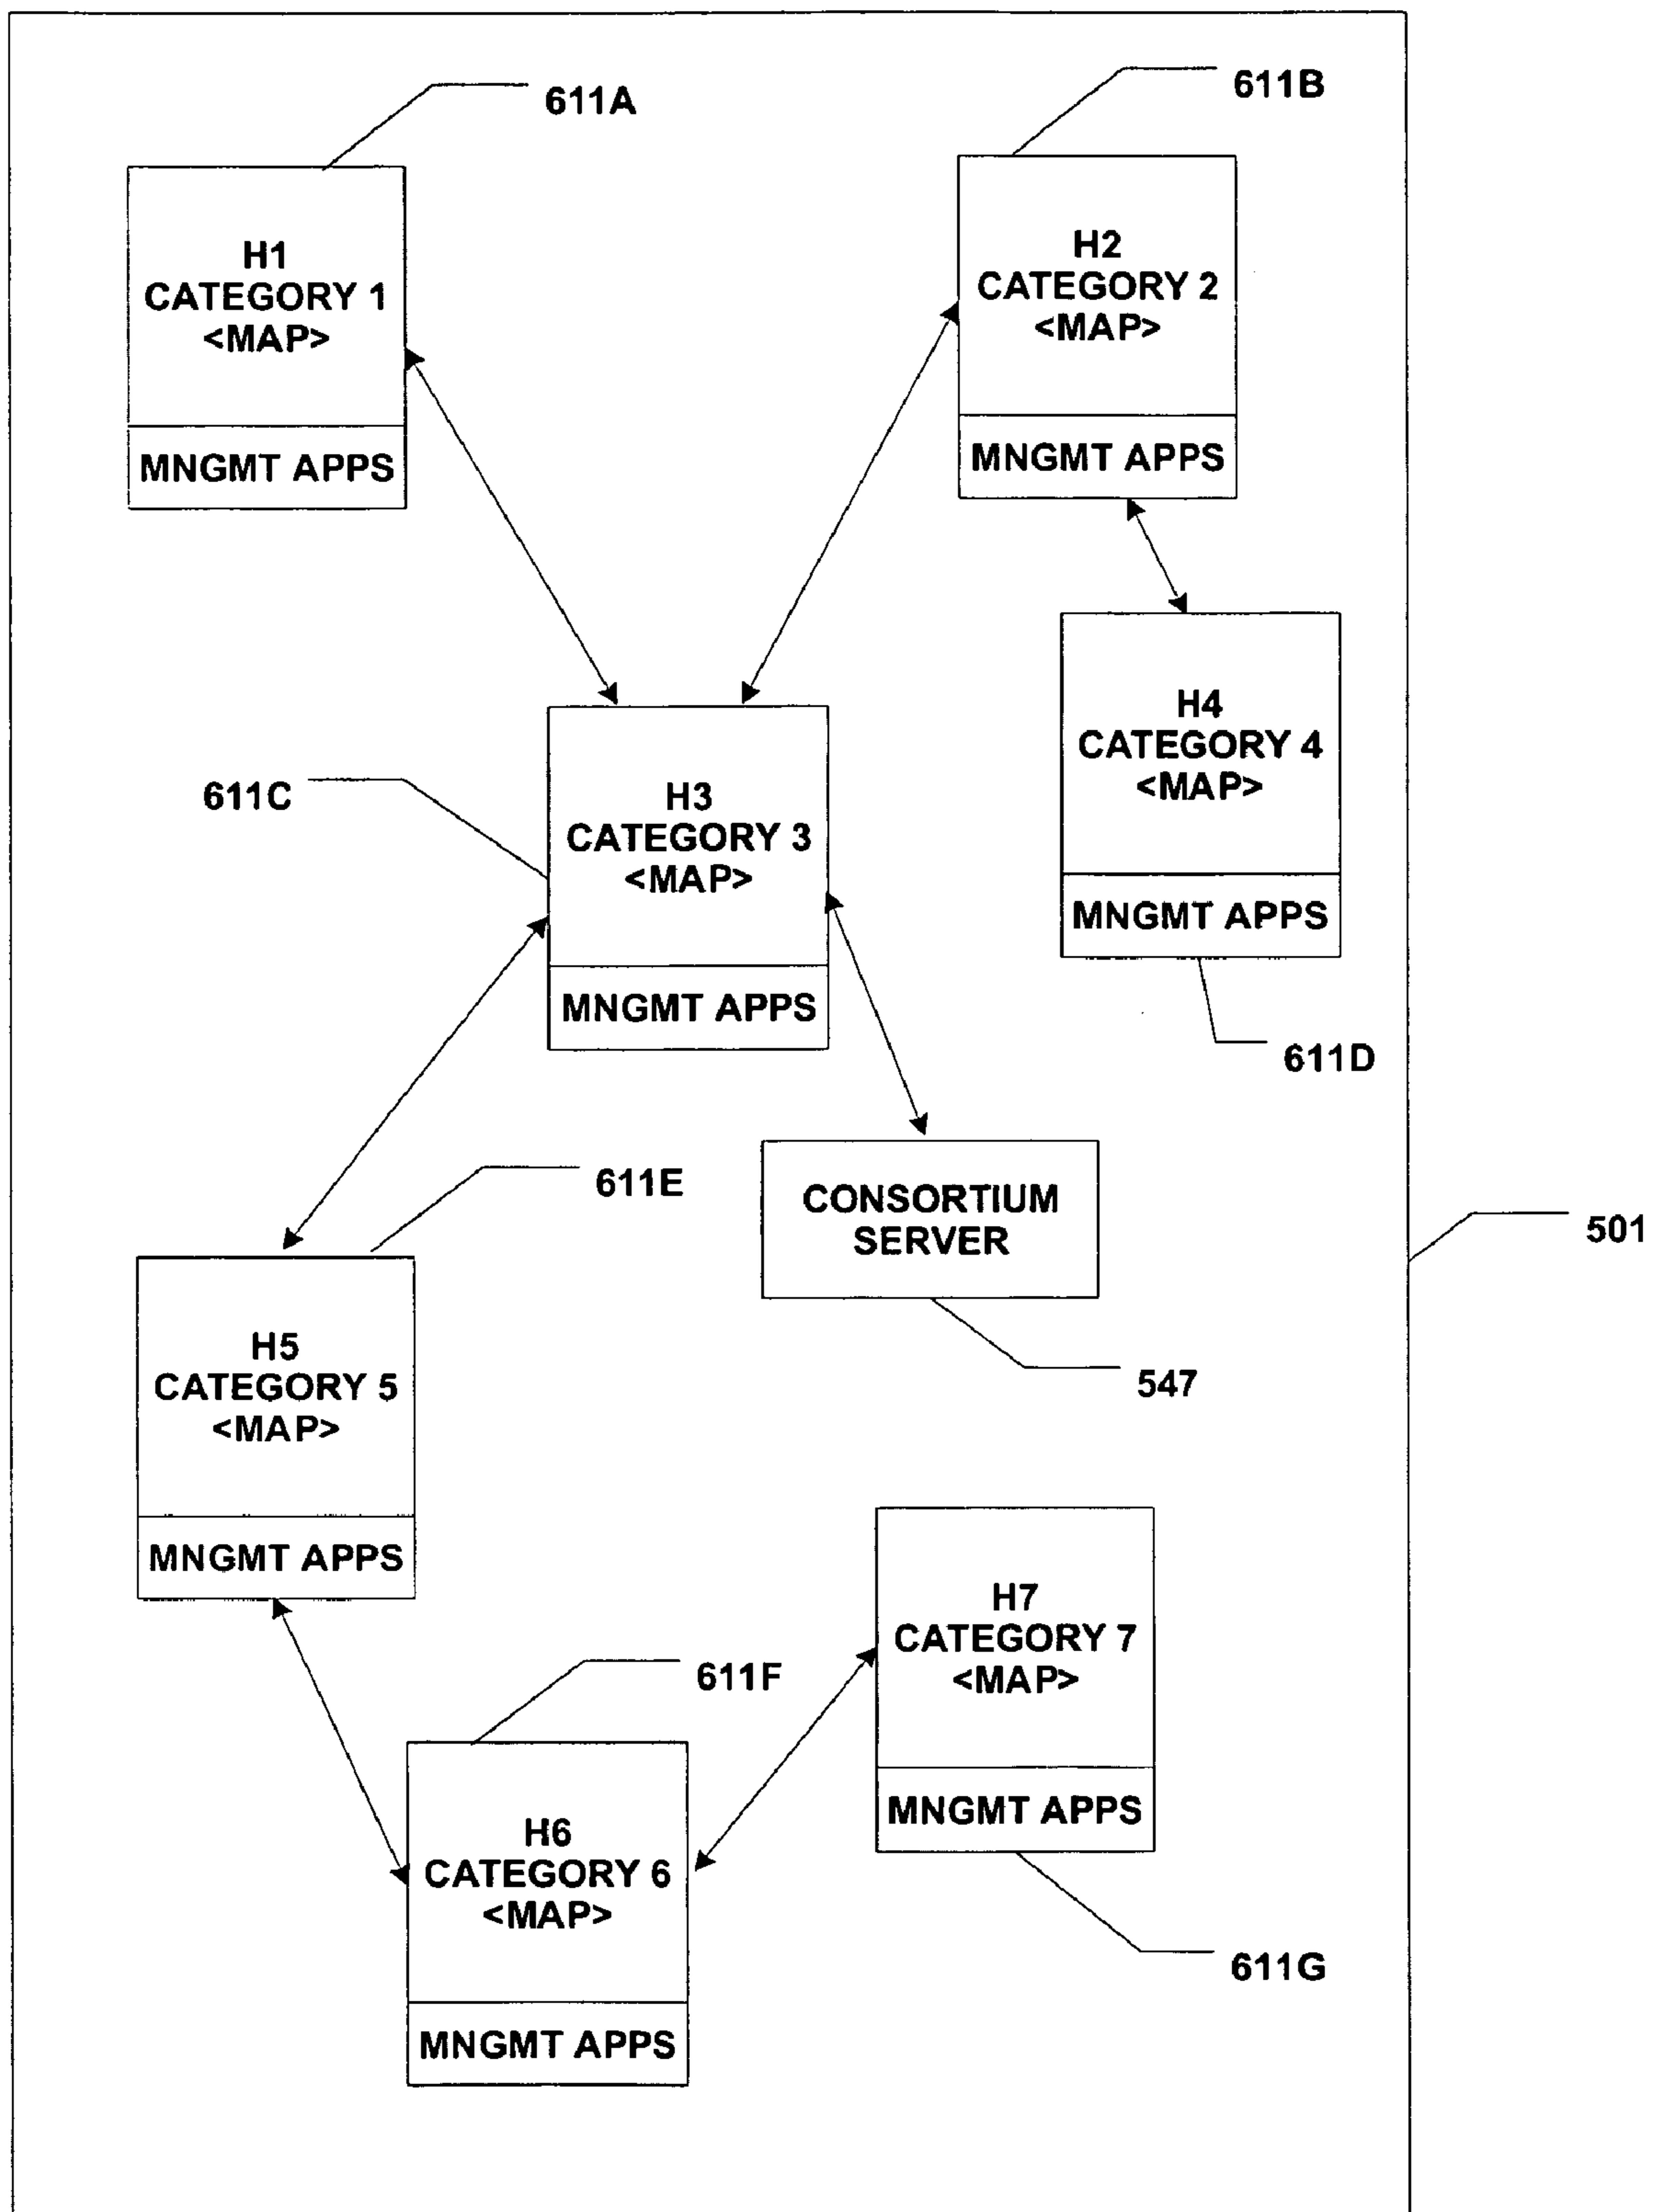 611A
611B
H1
CATEGORY 1
<MAP>
MNGMT APPS
H2
CATEGORY 2
<MAP>
MNGMT APPS
H4
CATEGORY 4
<MAP>
MNGMT APPS
611D
611C
H3
CATEGORY 3
<MAP>
MNGMT APPS
611E
CONSORTIUM
SERVER
547
501
H5
CATEGORY 5
<MAP>
MNGMT APPS
611F
H7
CATEGORY 7
<MAP>
MNGMT APPS
611G
H6
CATEGORY 6
<MAP>
MNGMT APPS